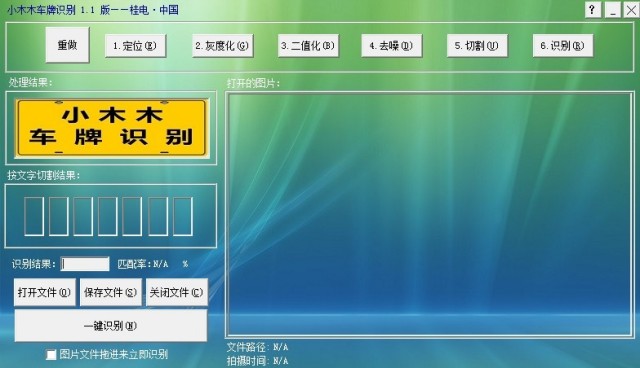 小木木车牌识别 1.1 版——桂电·中国
重做
1.定位(E)
2.灰度化(G)
3.二值化(B)
4.去噪(D)
5.切割(U)
6.识别(R)
处理结果:
打开的图片:
小木木
车牌识别
按文字切割结果:
识别结果:
匹配率:N/A %
打开文件(O)
保存文件(S)
关闭文件(C)
一键识别(N)
图片文件拖进来立即识别
文件路径: N/A
拍摄时间: N/A